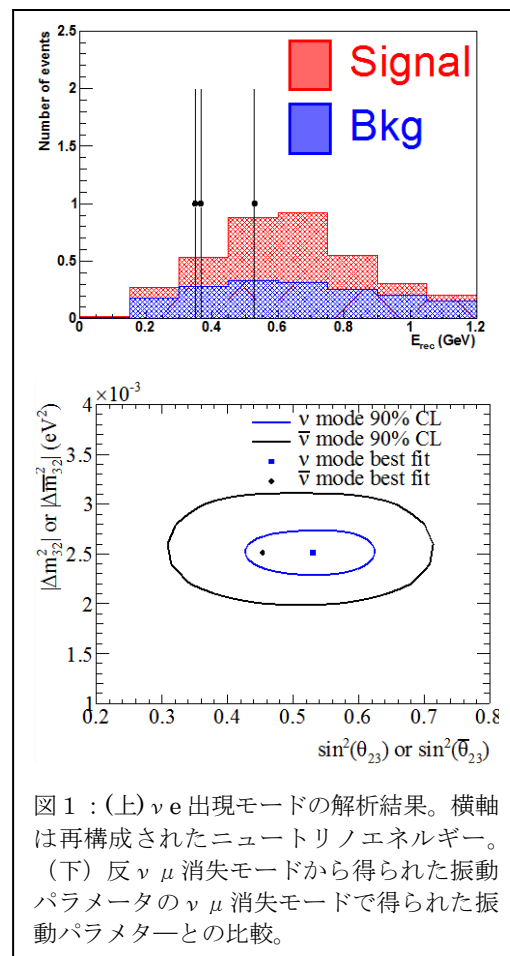 2.5
2
1.5
1
0.5
0
Number of events
Signal
Bkg
0 0.2 0.4 0.6 0.8 1 1.2
E_rec (GeV)
×10⁻³
4
3.5
3
2.5
2
1.5
1
|Δm²₃₂| or |Δm̅²₃₂| (eV²)
ν mode 90% CL
ν̅ mode 90% CL
ν mode best fit
ν̅ mode best fit
0.2 0.3 0.4 0.5 0.6 0.7 0.8
sin²(θ₂₃) or sin²(θ̅₂₃)
図1:(上)νe出現モードの解析結果。横軸
は再構成されたニュートリノエネルギー。
(下)反νμ消失モードから得られた振動
パラメータのνμ消失モードで得られた振
動パラメタ―との比較。